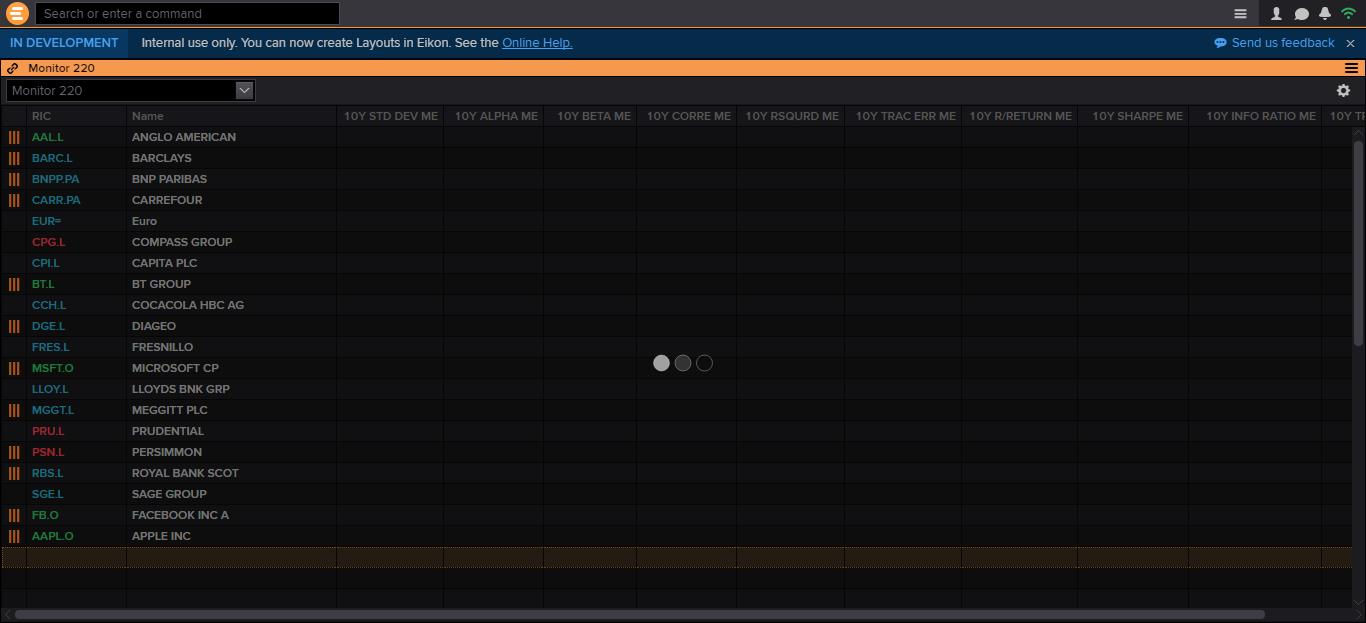 Search or enter a command
IN DEVELOPMENT Internal use only. You can now create Layouts in Eikon. See the Online Help. Send us feedback
Monitor 220
Monitor 220
RIC Name 10Y STD DEV ME 10Y ALPHA ME 10Y BETA ME 10Y CORRE ME 10Y RSQURD ME 10Y TRAC ERR ME 10Y R/RETURN ME 10Y SHARPE ME 10Y INFO RATIO ME 10Y TR
AAL.L ANGLO AMERICAN
BARC.L BARCLAYS
BNPP.PA BNP PARIBAS
CARR.PA CARREFOUR
EUR= Euro
CPG.L COMPASS GROUP
CPI.L CAPITA PLC
BT.L BT GROUP
CCH.L COCACOLA HBC AG
DGE.L DIAGEO
FRES.L FRESNILLO
MSFT.O MICROSOFT CP
LLOY.L LLOYDS BNK GRP
MGGT.L MEGGITT PLC
PRU.L PRUDENTIAL
PSN.L PERSIMMON
RBS.L ROYAL BANK SCOT
SGE.L SAGE GROUP
FB.O FACEBOOK INC A
AAPL.O APPLE INC